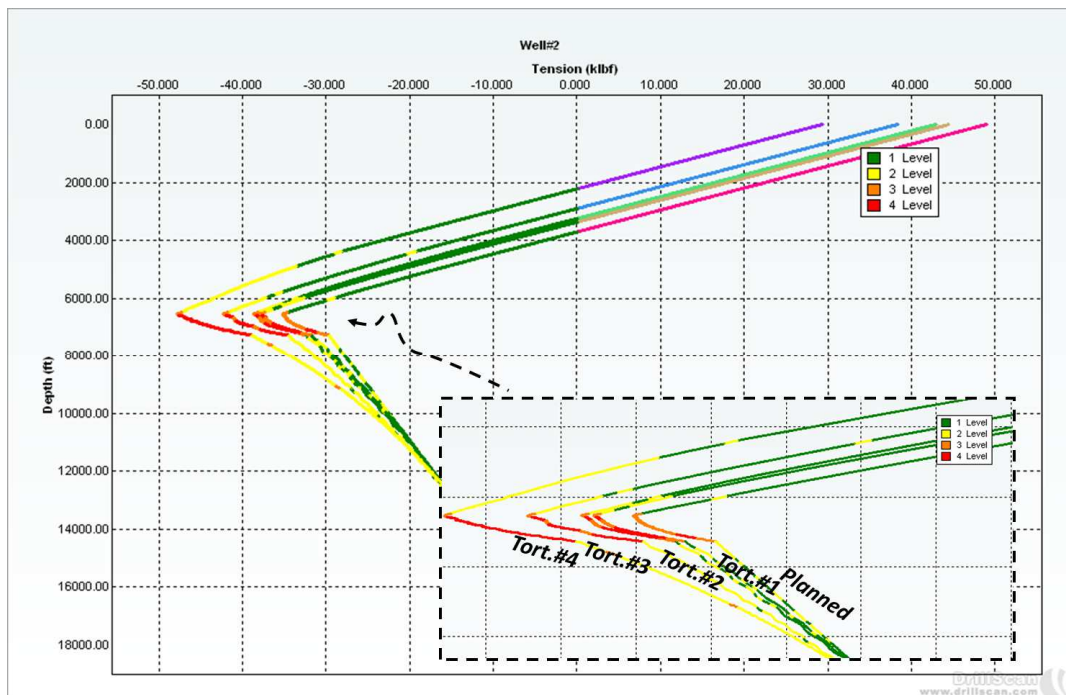 Well#2
Tension (klbf)
-50.000 -40.000 -30.000 -20.000 -10.000 0.000 10.000 20.000 30.000 40.000 50.000
0.00
2000.00
4000.00
6000.00
8000.00
10000.00
12000.00
14000.00
16000.00
18000.00
Depth (ft)
1 Level
2 Level
3 Level
4 Level
1 Level
2 Level
3 Level
4 Level
Tort.#4
Tort.#3
Tort.#2
Tort.#1
Planned
DrillScan
www.drillscan.com